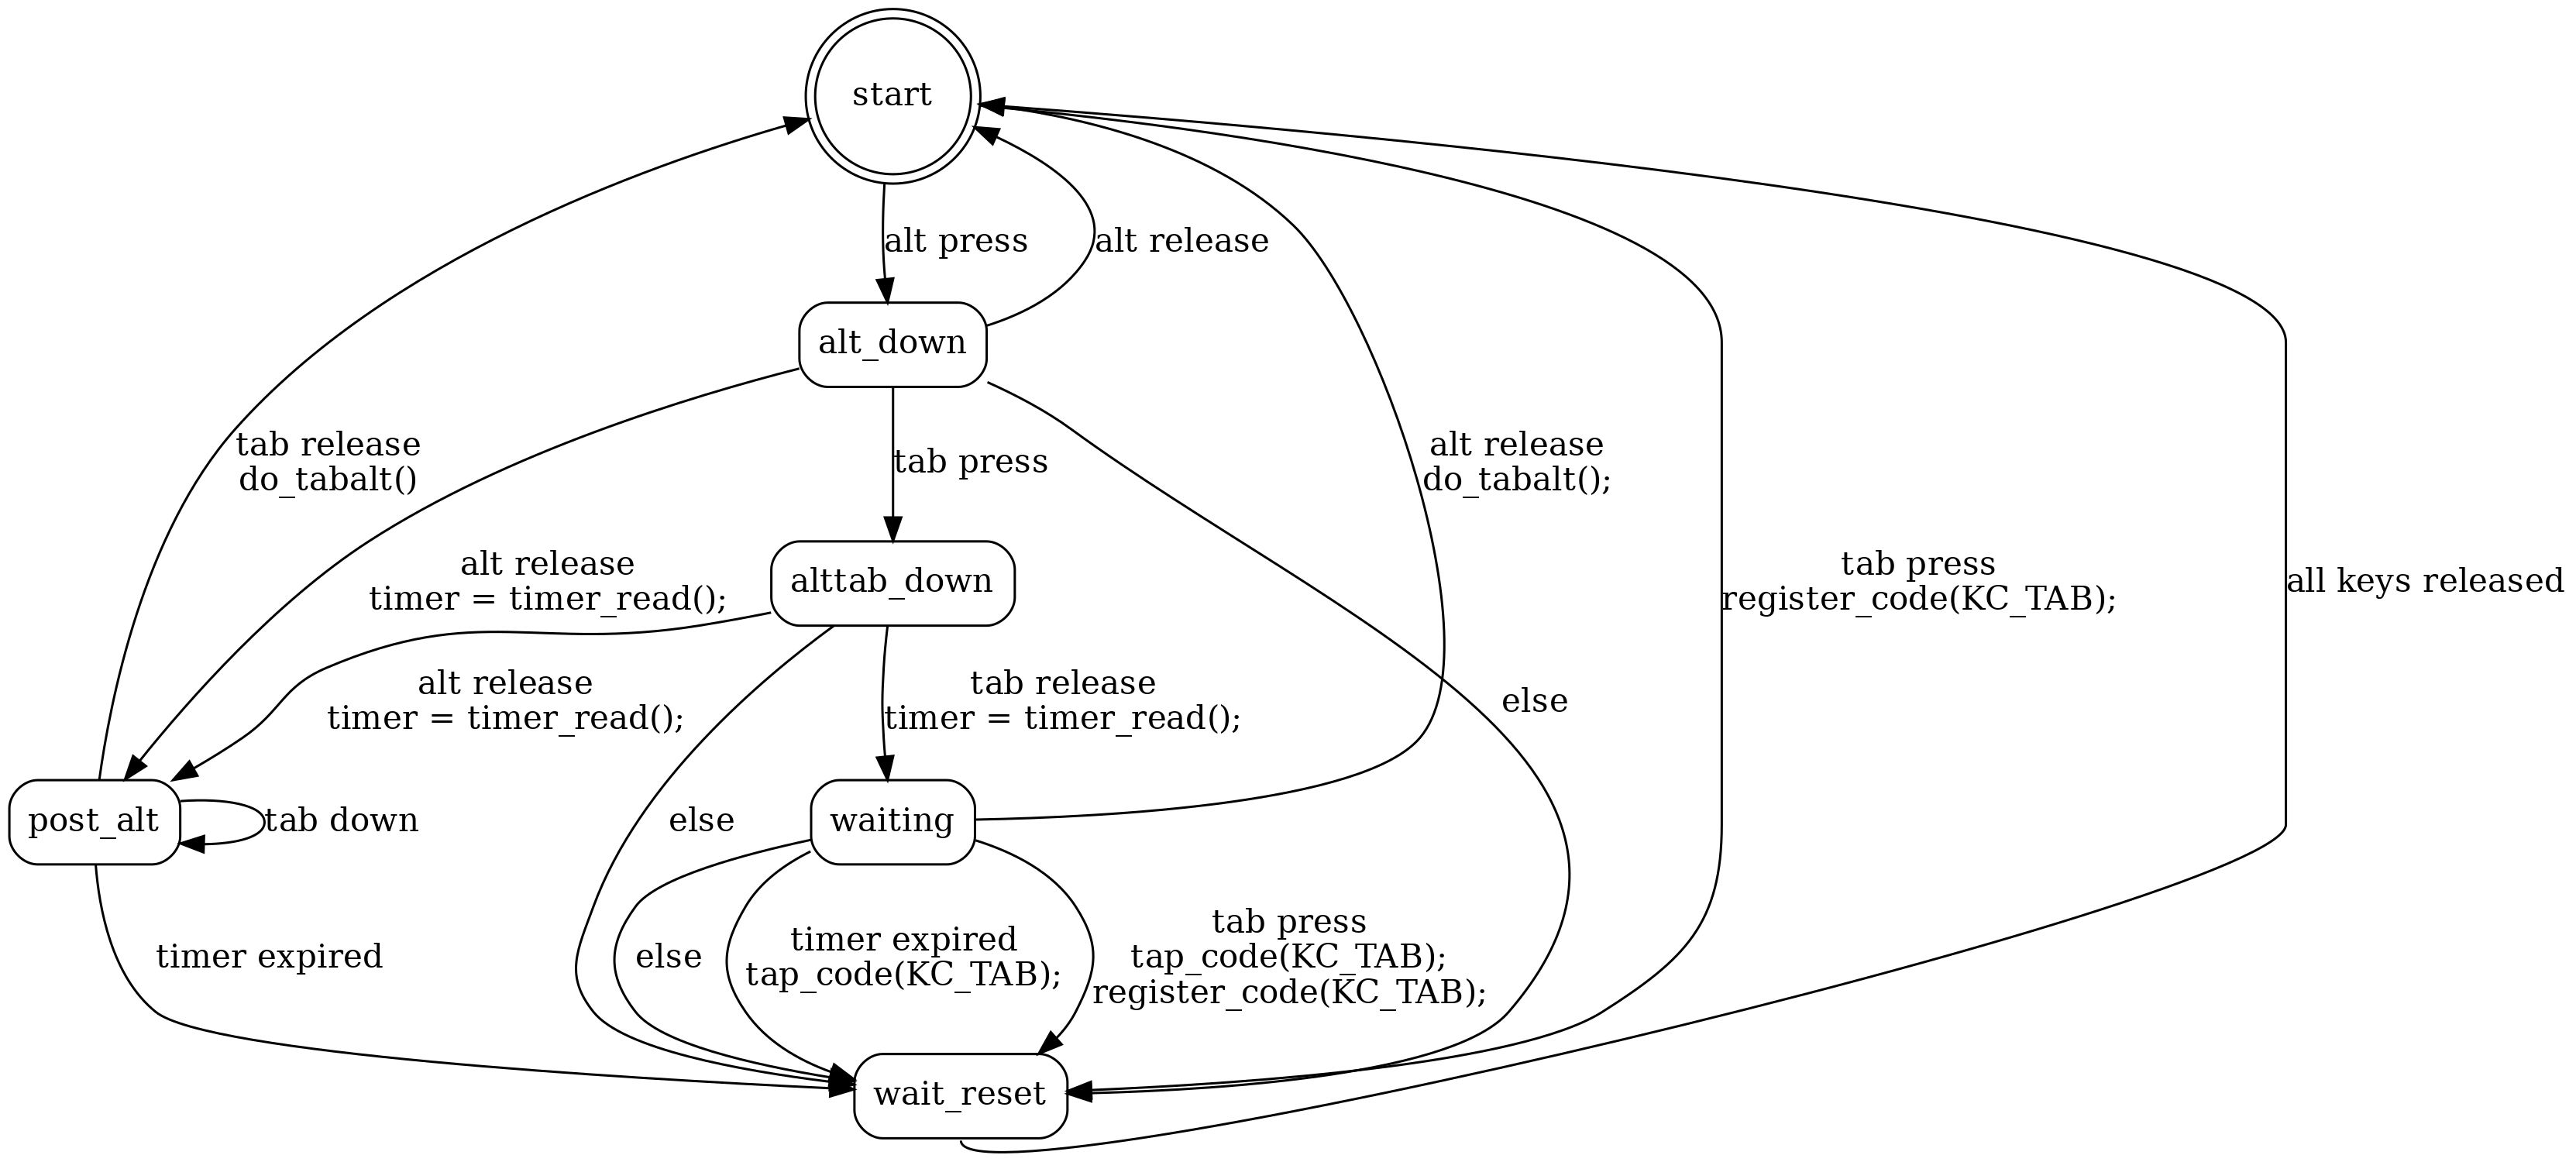 start
alt press
alt release
alt_down
tab release
do_tabalt()
alt release
do_tabalt();
tab press
alt release
timer = timer_read();
alttab_down
tab press
register_code(KC_TAB);
all keys released
alt release
timer = timer_read();
tab release
timer = timer_read();
else
post_alt
tab down
else
waiting
timer expired
else
timer expired
tap_code(KC_TAB);
tab press
tap_code(KC_TAB);
register_code(KC_TAB);
wait_reset